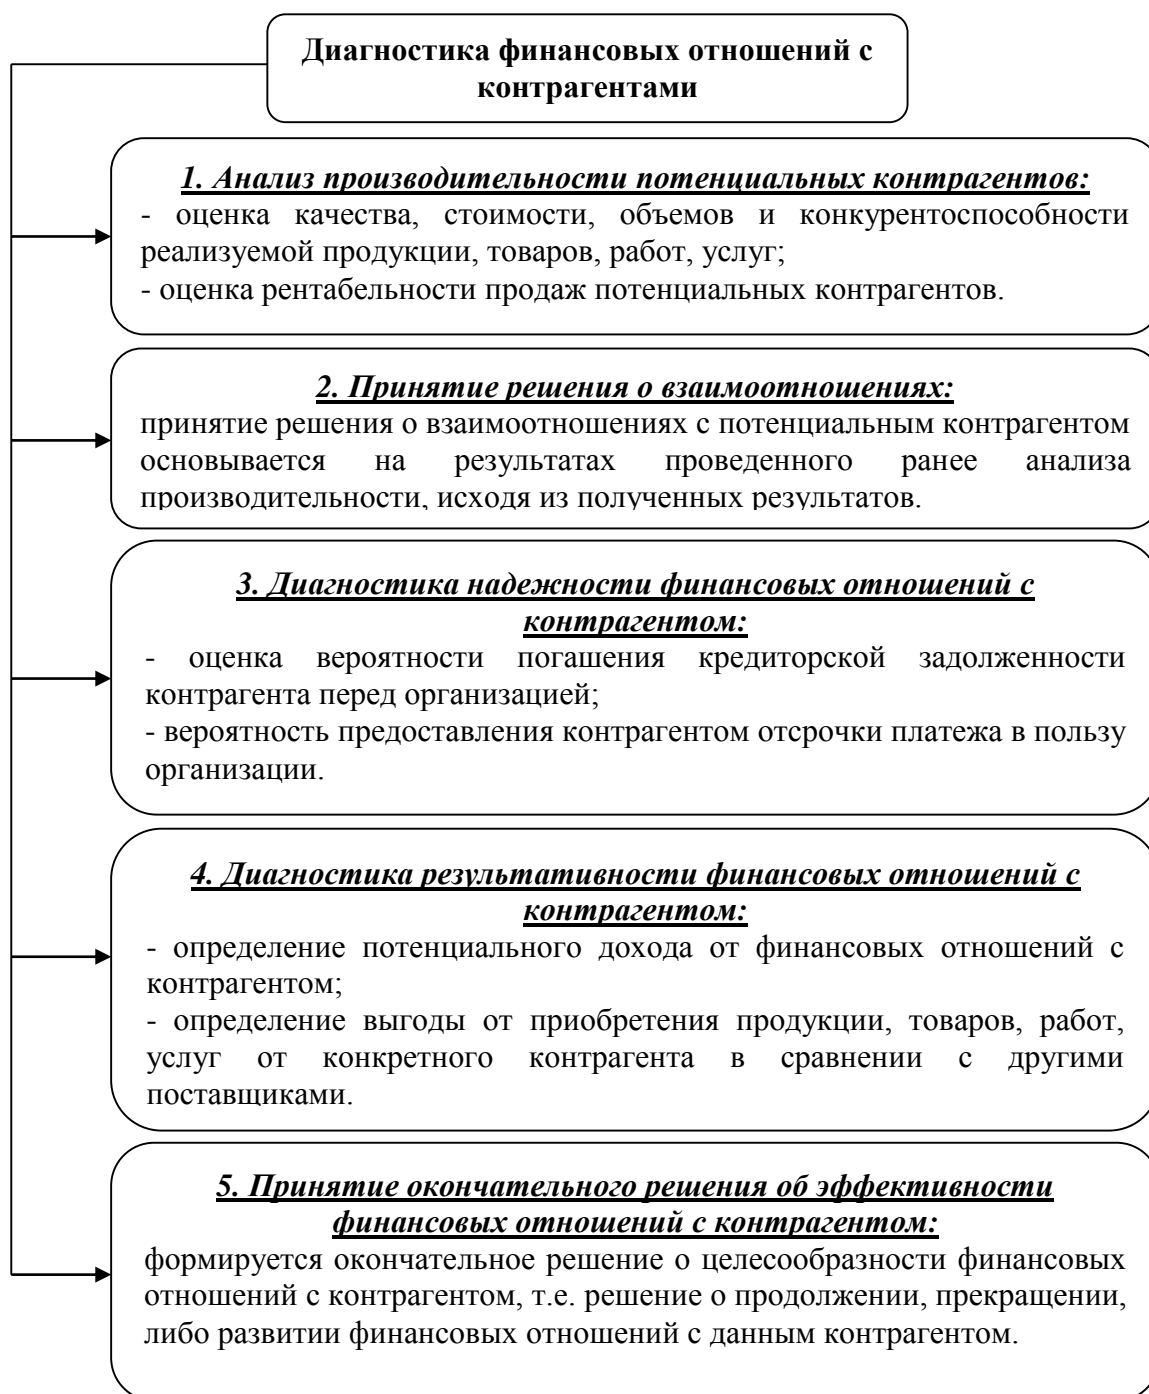 Диагностика финансовых отношений с
контрагентами
1. Анализ производительности потенциальных контрагентов:
- оценка качества, стоимости, объемов и конкурентоспособности
реализуемой продукции, товаров, работ, услуг;
- оценка рентабельности продаж потенциальных контрагентов.
2. Принятие решения о взаимоотношениях:
принятие решения о взаимоотношениях с потенциальным контрагентом
основывается на результатах проведенного ранее анализа
производительности, исходя из полученных результатов.
3. Диагностика надежности финансовых отношений с
контрагентом:
- оценка вероятности погашения кредиторской задолженности
контрагента перед организацией;
- вероятность предоставления контрагентом отсрочки платежа в пользу
организации.
4. Диагностика результативности финансовых отношений с
контрагентом:
- определение потенциального дохода от финансовых отношений с
контрагентом;
- определение выгоды от приобретения продукции, товаров, работ,
услуг от конкретного контрагента в сравнении с другими
поставщиками.
5. Принятие окончательного решения об эффективности
финансовых отношений с контрагентом:
формируется окончательное решение о целесообразности финансовых
отношений с контрагентом, т.е. решение о продолжении, прекращении,
либо развитии финансовых отношений с данным контрагентом.